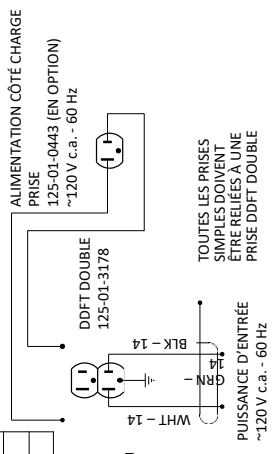 ALIMENTATION CÔTÉ CHARGE
PRISE
125-01-0443 (EN OPTION)
~120 V c.a. - 60 Hz
DDFT DOUBLE
125-01-3178
TOUTES LES PRISES
SIMPLES DOIVENT
ÊTRE RELIÉES À UNE
PRISE DDFT DOUBLE
BLK – 14
GRN –
14
WHT – 14
PUISSANCE D'ENTRÉE
~120 V c.a. - 60 Hz